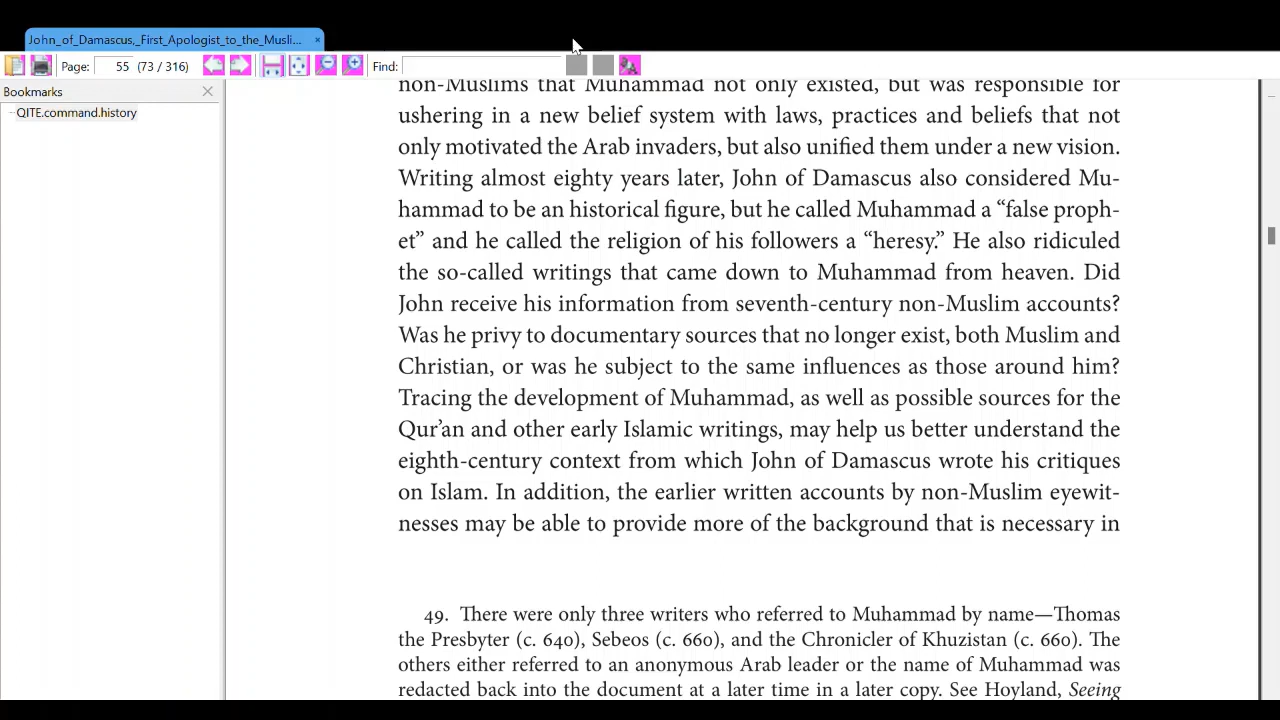 John_of_Damascus,_First_Apologist_to_the_Musli... ×
Page: 55 (73 / 316) Find:
Bookmarks
QITE.command.history
non-Muslims that Muhammad not only existed, but was responsible for
ushering in a new belief system with laws, practices and beliefs that not
only motivated the Arab invaders, but also unified them under a new vision.
Writing almost eighty years later, John of Damascus also considered Mu-
hammad to be an historical figure, but he called Muhammad a “false proph-
et” and he called the religion of his followers a “heresy.” He also ridiculed
the so-called writings that came down to Muhammad from heaven. Did
John receive his information from seventh-century non-Muslim accounts?
Was he privy to documentary sources that no longer exist, both Muslim and
Christian, or was he subject to the same influences as those around him?
Tracing the development of Muhammad, as well as possible sources for the
Qur’an and other early Islamic writings, may help us better understand the
eighth-century context from which John of Damascus wrote his critiques
on Islam. In addition, the earlier written accounts by non-Muslim eyewit-
nesses may be able to provide more of the background that is necessary in
49. There were only three writers who referred to Muhammad by name—Thomas
the Presbyter (c. 640), Sebeos (c. 660), and the Chronicler of Khuzistan (c. 660). The
others either referred to an anonymous Arab leader or the name of Muhammad was
redacted back into the document at a later time in a later copy. See Hoyland, Seeing